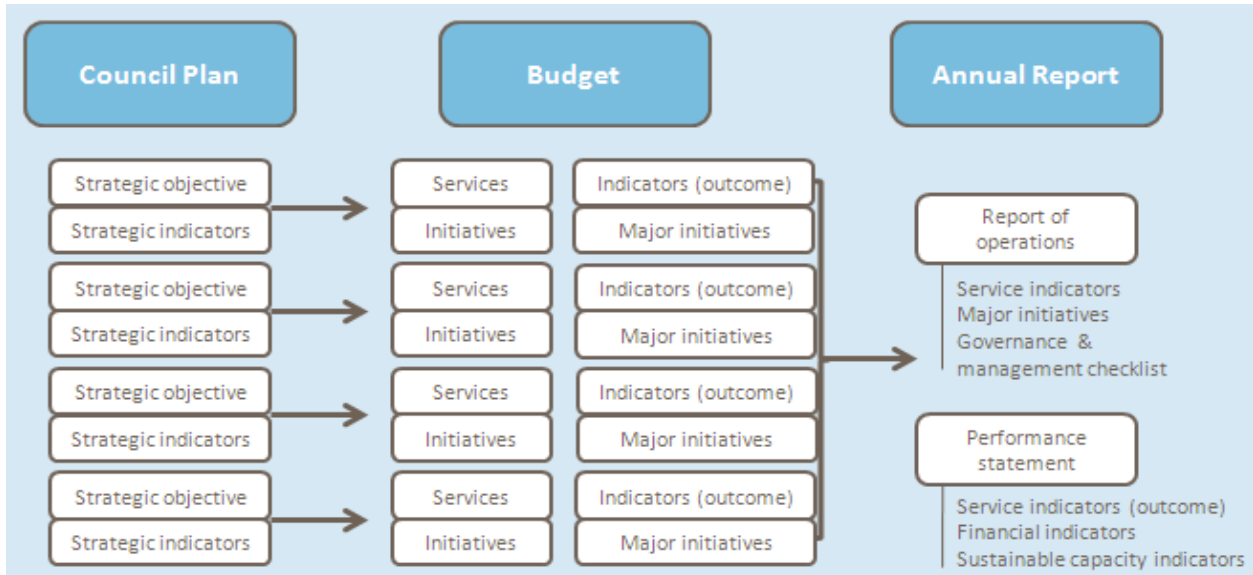 Council Plan
Budget
Annual Report
Strategic objective
Strategic indicators
Strategic objective
Strategic indicators
Strategic objective
Strategic indicators
Strategic objective
Strategic indicators
Services
Initiatives
Services
Initiatives
Services
Initiatives
Services
Initiatives
Indicators (outcome)
Major initiatives
Indicators (outcome)
Major initiatives
Indicators (outcome)
Major initiatives
Indicators (outcome)
Major initiatives
Report of
operations
Service indicators
Major initiatives
Governance &
management checklist
Performance
statement
Service indicators (outcome)
Financial indicators
Sustainable capacity indicators